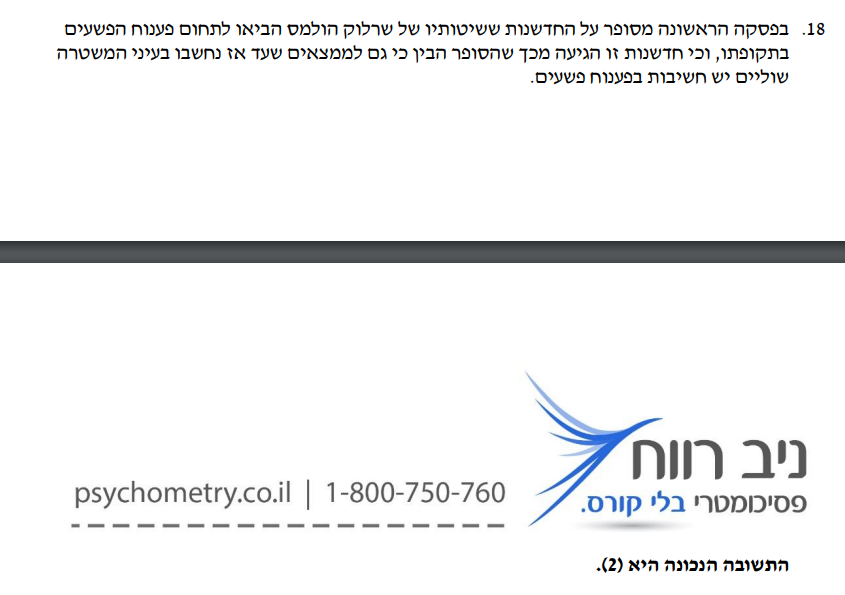 18. בפסקה הראשונה מסופר על החדשנות ששיטותיו של שרלוק הולמס הביאו לתחום פענוח הפשעים
בתקופתו, וכי חדשנות זו הגיעה מכך שהסופר הבין כי גם לממצאים שעד אז נחשבו בעיני המשטרה
שוליים יש חשיבות בפענוח פשעים.
ניב רווח
פסיכומטרי בלי קורס.
psychometry.co.il | 1-800-750-760
התשובה הנכונה היא (2).